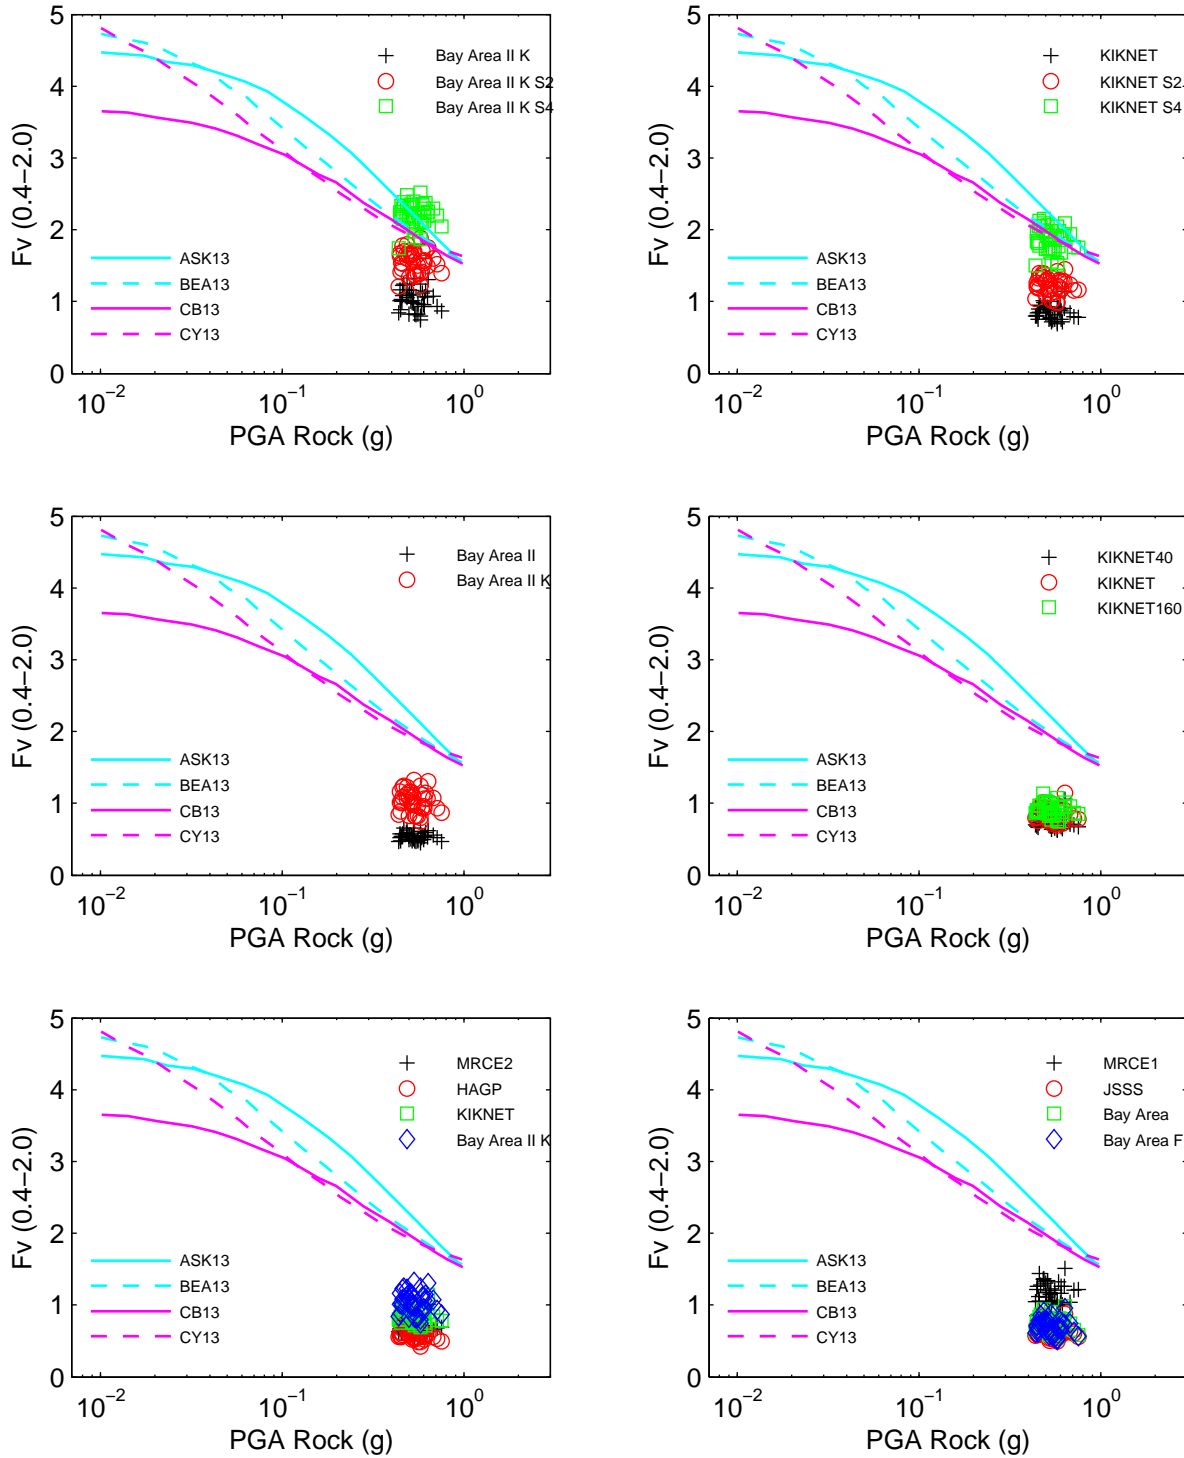 5
4
3
2
1
0
Fv (0.4−2.0)
Bay Area II K
Bay Area II K S2
Bay Area II K S4
ASK13
BEA13
CB13
CY13
10−2 10−1 100
PGA Rock (g)
5
4
3
2
1
0
Fv (0.4−2.0)
KIKNET
KIKNET S2
KIKNET S4
ASK13
BEA13
CB13
CY13
10−2 10−1 100
PGA Rock (g)
5
4
3
2
1
0
Fv (0.4−2.0)
Bay Area II
Bay Area II K
ASK13
BEA13
CB13
CY13
10−2 10−1 100
PGA Rock (g)
5
4
3
2
1
0
Fv (0.4−2.0)
KIKNET40
KIKNET
KIKNET160
ASK13
BEA13
CB13
CY13
10−2 10−1 100
PGA Rock (g)
5
4
3
2
1
0
Fv (0.4−2.0)
MRCE2
HAGP
KIKNET
Bay Area II K
ASK13
BEA13
CB13
CY13
10−2 10−1 100
PGA Rock (g)
5
4
3
2
1
0
Fv (0.4−2.0)
MRCE1
JSSS
Bay Area
Bay Area F
ASK13
BEA13
CB13
CY13
10−2 10−1 100
PGA Rock (g)